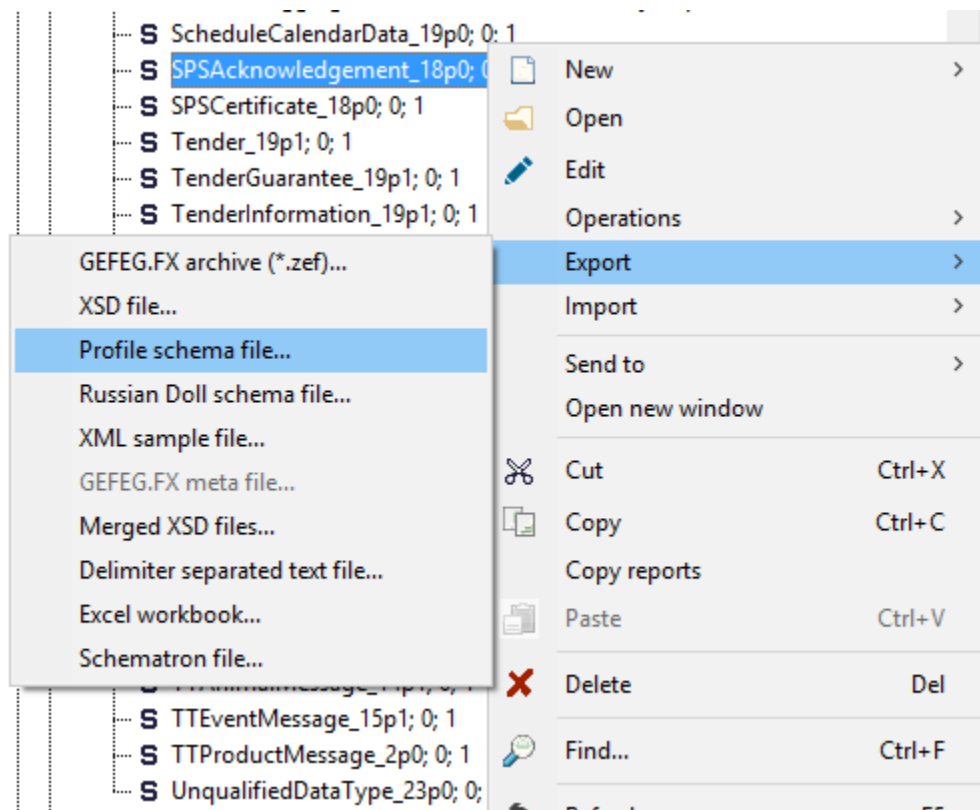 ScheduleCalendarData_19p0; 0; 1
SPSAcknowledgement_18p0;
SPSCertificate_18p0; 0; 1
Tender_19p1; 0; 1
TenderGuarantee_19p1; 0; 1
TenderInformation_19p1; 0; 1
New
Open
Edit
Operations
Export
Import
Send to
Open new window
Cut Ctrl+X
Copy Ctrl+C
Copy reports
Paste Ctrl+V
Delete Del
Find... Ctrl+F
GEFEG.FX archive (*.zef)...
XSD file...
Profile schema file...
Russian Doll schema file...
XML sample file...
GEFEG.FX meta file...
Merged XSD files...
Delimiter separated text file...
Excel workbook...
Schematron file...
TTEventMessage_15p1; 0; 1
TTProductMessage_2p0; 0; 1
UnqualifiedDataType_23p0; 0;